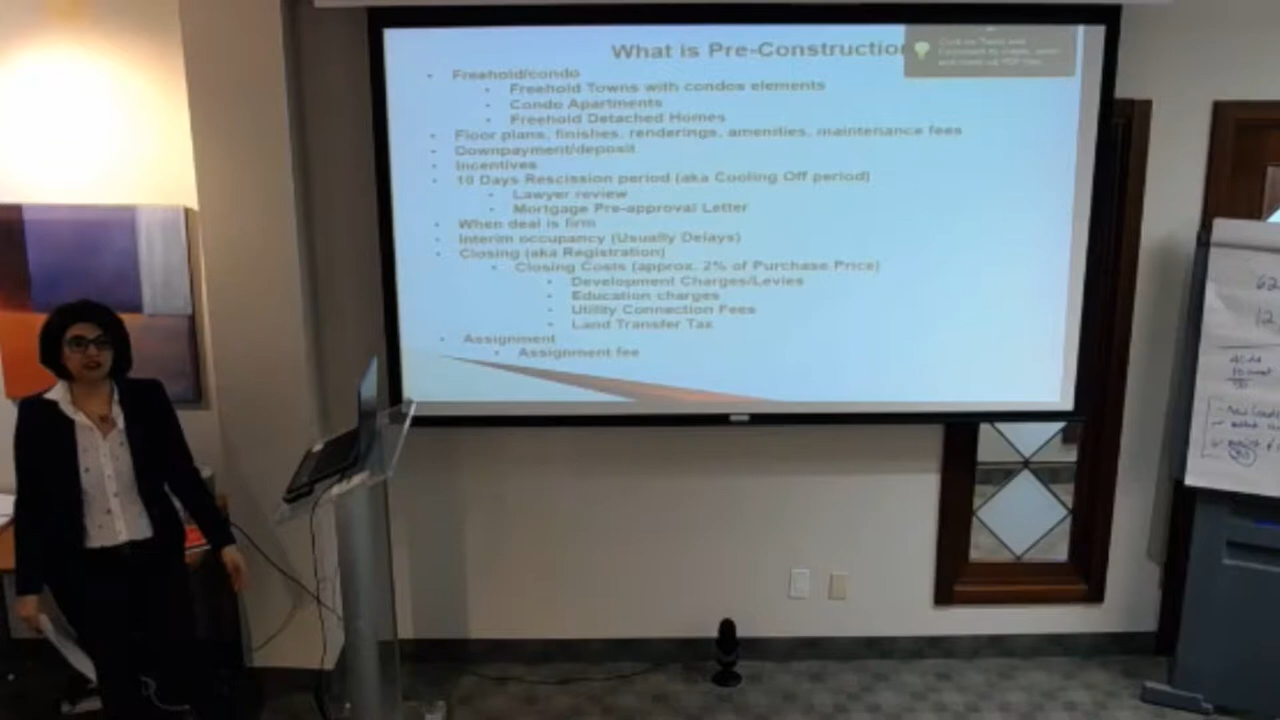 What is Pre-Construction
• Freehold/condo
• Freehold Towns with condos elements
• Condo Apartments
• Freehold Detached Homes
• Floor plans, finishes, renderings, amenities, maintenance fees
• Downpayment/deposit
• Incentives
• 10 Days Rescission period (aka Cooling Off period)
• Lawyer review
• Mortgage Pre-approval Letter
• When deal is firm
• Interim occupancy (Usually Delays)
• Closing (aka Registration)
• Closing Costs (approx. 2% of Purchase Price)
• Development Charges/Levies
• Education charges
• Utility Connection Fees
• Land Transfer Tax
• Assignment
• Assignment fee
62
12